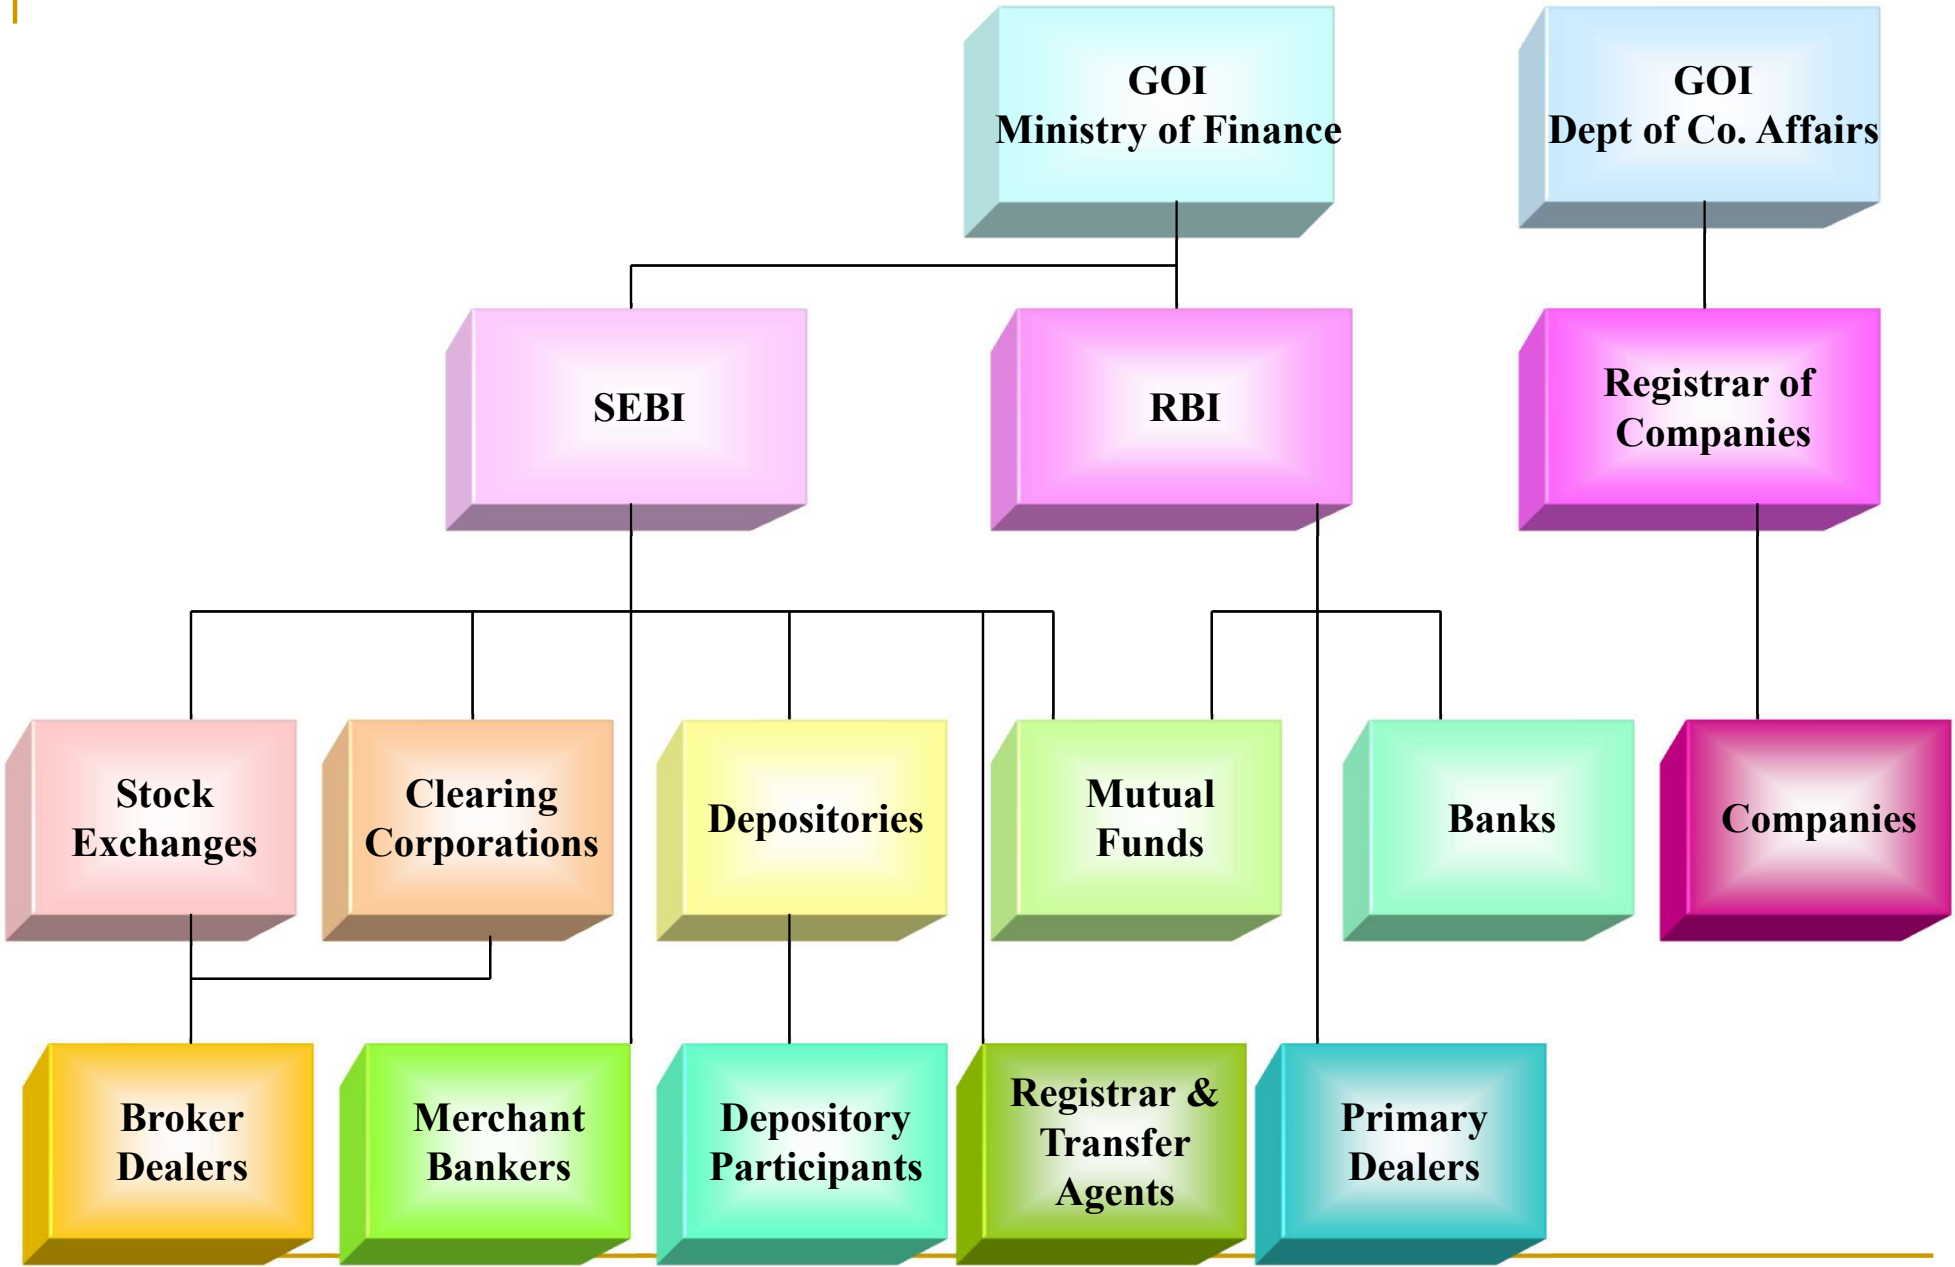 GOI
Ministry of Finance
GOI
Dept of Co. Affairs
SEBI
RBI
Registrar of
Companies
Stock
Exchanges
Clearing
Corporations
Depositories
Mutual
Funds
Banks
Companies
Broker
Dealers
Merchant
Bankers
Depository
Participants
Registrar &
Transfer
Agents
Primary
Dealers